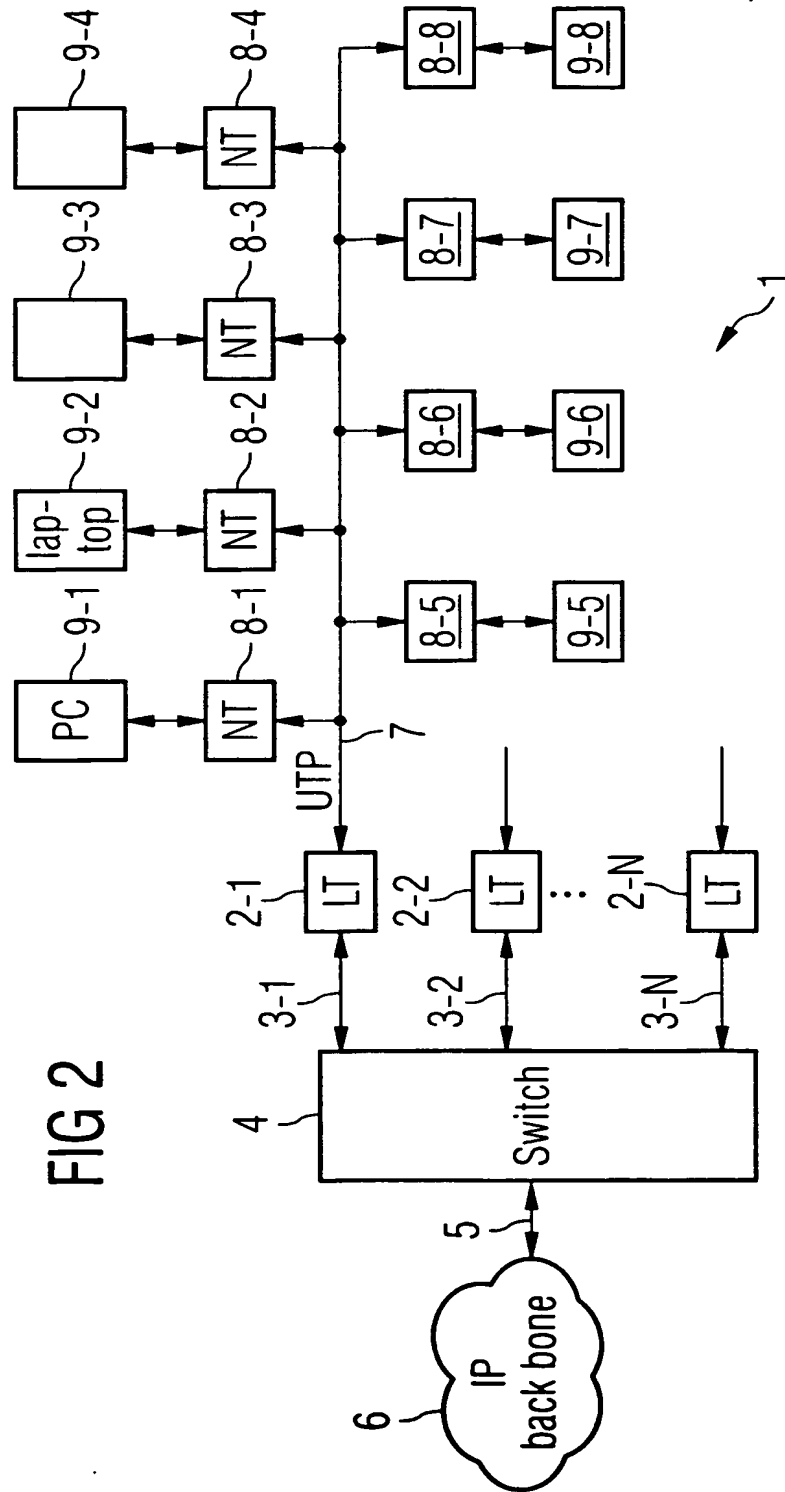 FIG 2
9-1
9-2
9-3
9-4
PC
lap-
top
8-1
8-2
8-3
8-4
NT
NT
NT
NT
UTP
7
8-5
8-6
8-7
8-8
9-5
9-6
9-7
9-8
1
2-1
LT
3-1
2-2
LT
3-2
⋮
2-N
LT
3-N
4
Switch
5
6
IP
back bone